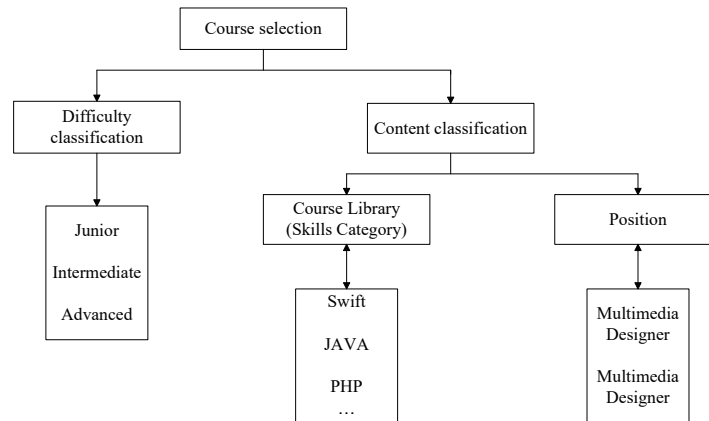 Course selection
Difficulty
classification
Content classification
Junior
Intermediate
Advanced
Course Library
(Skills Category)
Position
Swift
JAVA
PHP
…
Multimedia
Designer
Multimedia
Designer